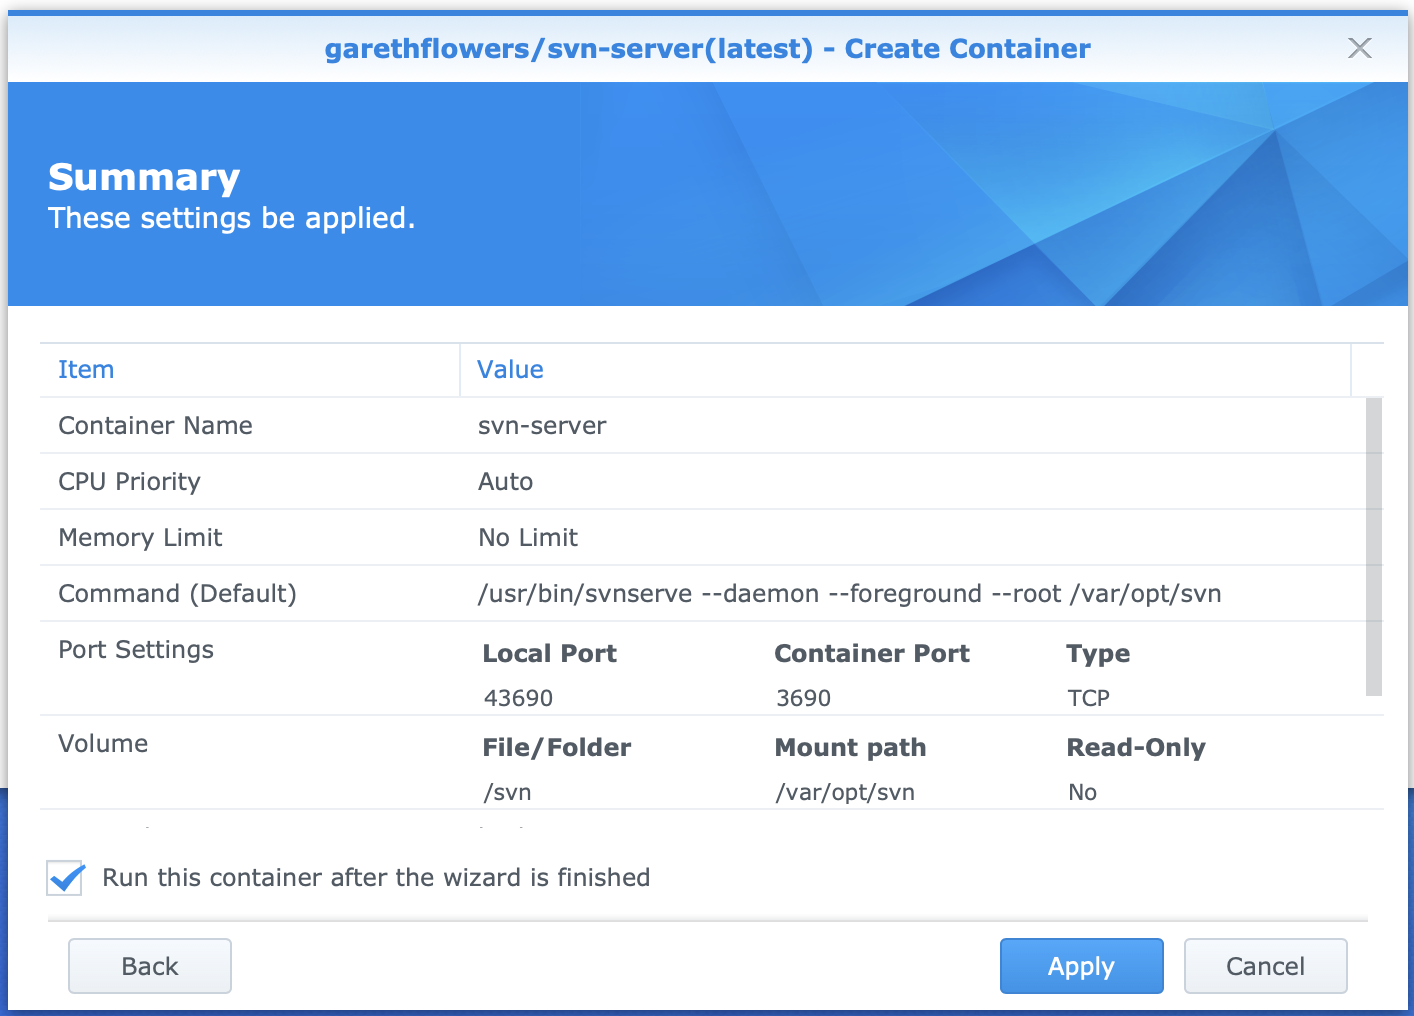 garethflowers/svn-server(latest) - Create Container
Summary
These settings be applied.
Item Value
Container Name svn-server
CPU Priority Auto
Memory Limit No Limit
Command (Default) /usr/bin/svnserve --daemon --foreground --root /var/opt/svn
Port Settings Local Port Container Port Type
43690 3690 TCP
Volume File/Folder Mount path Read-Only
/svn /var/opt/svn No
Run this container after the wizard is finished
Back Apply Cancel